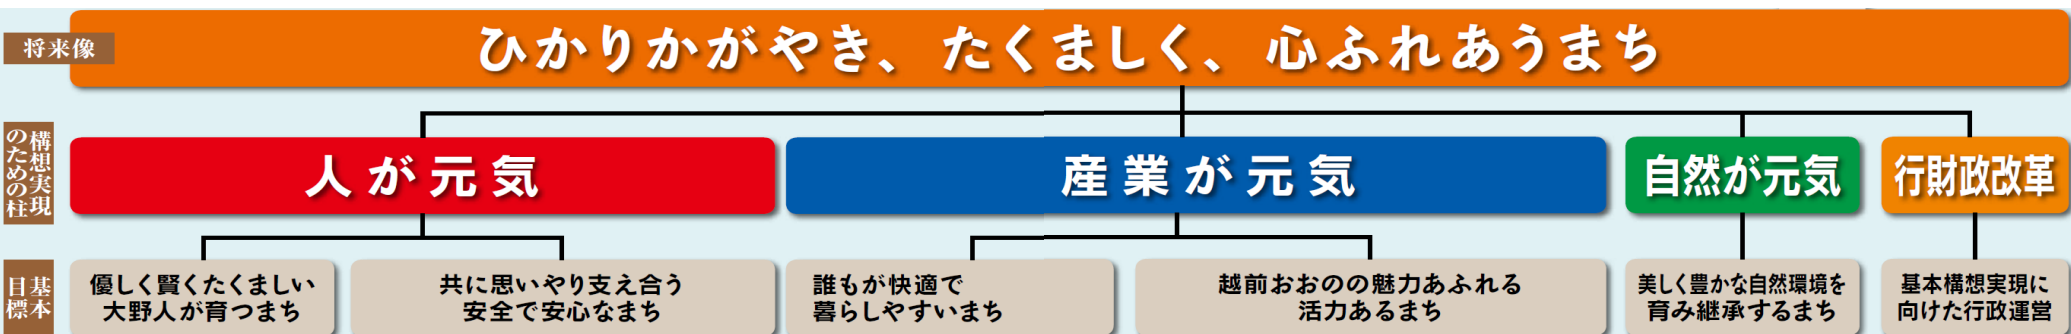 将来像
ひかりかがやき、たくましく、心ふれあうまち
構想実現
のための柱
人が元気
産業が元気
自然が元気
行財政改革
基本
目標
優しく賢くたくましい
大野人が育つまち
共に思いやり支え合う
安全で安心なまち
誰もが快適で
暮らしやすいまち
越前おおのの魅力あふれる
活力あるまち
美しく豊かな自然環境を
育み継承するまち
基本構想実現に
向けた行政運営